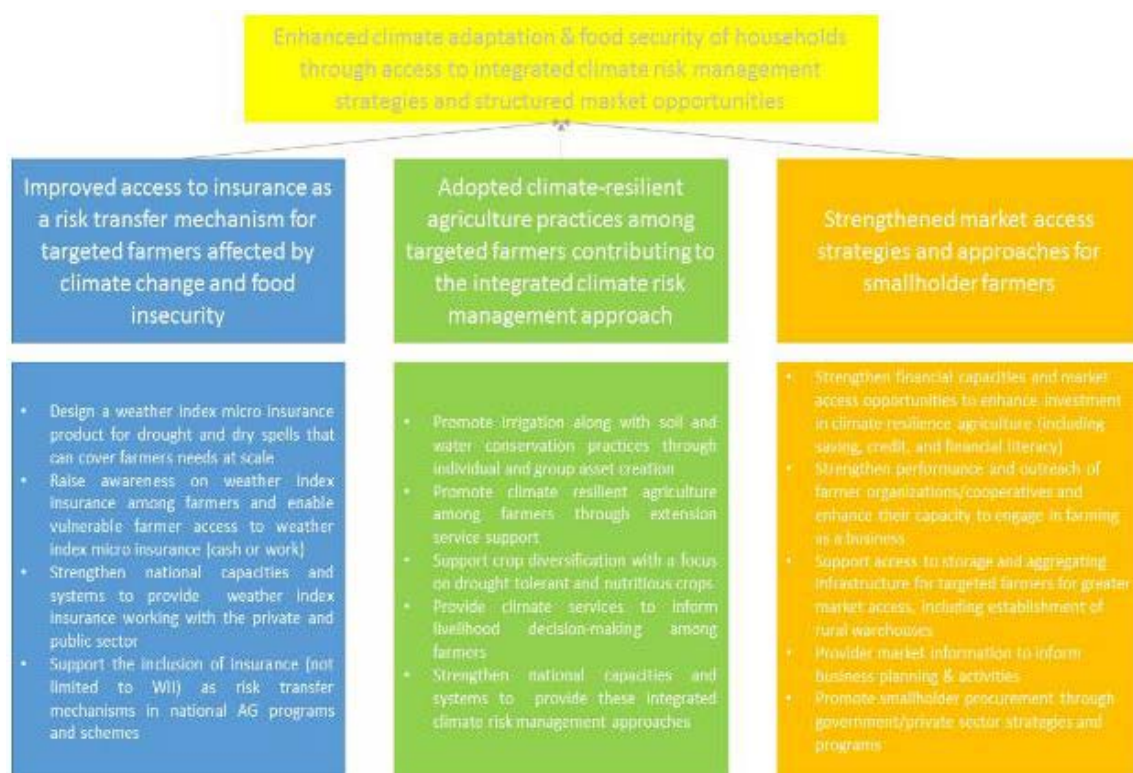 Enhanced climate adaptation & food security of households
through access to integrated climate risk management
strategies and structured market opportunities
Improved access to insurance as
a risk transfer mechanism for
targeted farmers affected by
climate change and food
insecurity
Adopted climate-resilient
agriculture practices among
targeted farmers contributing to
the integrated climate risk
management approach
Strengthened market access
strategies and approaches for
smallholder farmers
• Design a weather index micro insurance
product for drought and dry spells that
can cover farmers needs at scale
• Raise awareness on weather index
insurance among farmers and enable
vulnerable farmer access to weather
index micro insurance (cash or work)
• Strengthen national capacities and
systems to provide weather index
insurance working with the private and
public sector
• Support the inclusion of insurance (not
limited to WII) as risk transfer
mechanisms in national AG programs
and schemes
• Promote irrigation along with soil and
water conservation practices through
individual and group asset creation
• Promote climate resilient agriculture
among farmers through extension
service support
• Support crop diversification with a focus
on drought tolerant and nutritious crops
• Provide climate services to inform
livelihood decision-making among
farmers
• Strengthen national capacities and
systems to provide these integrated
climate risk management approaches
• Strengthen financial capacities and market
access opportunities to enhance investment
in climate resilience agriculture (including
saving, credit, and financial literacy)
• Strengthen performance and outreach of
farmer organizations/cooperatives and
enhance their capacity to engage in farming
as a business
• Support access to storage and aggregating
infrastructure for targeted farmers for greater
market access, including establishment of
rural warehouses
• Provider market information to inform
business planning & activities
• Promote smallholder procurement through
government/private sector strategies and
programs